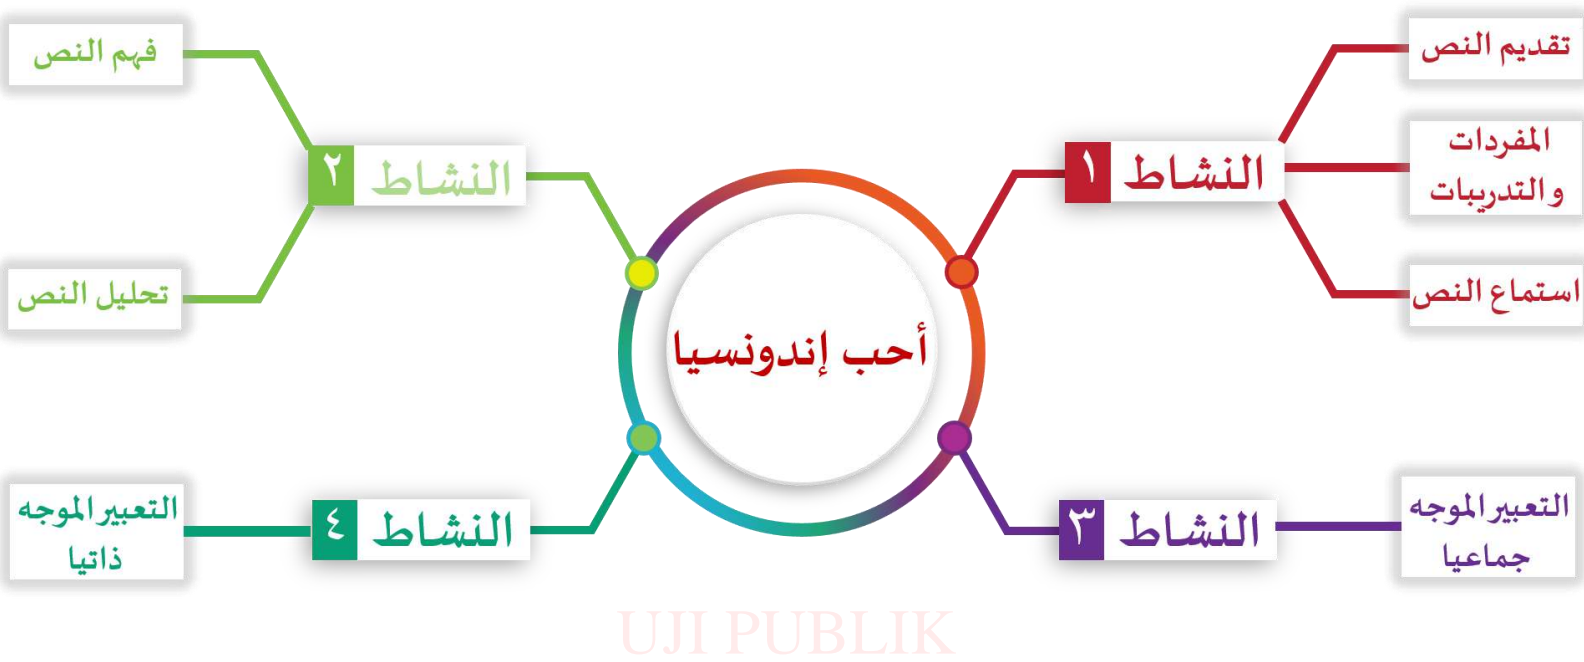 أحب إندونسيا
النشاط ١
تقديم النص
المفردات
والتدريبات
استماع النص
النشاط ٢
فهم النص
تحليل النص
النشاط ٣
التعبير الموجه
جماعيا
النشاط ٤
التعبير الموجه
ذاتيا
UJI PUBLIK